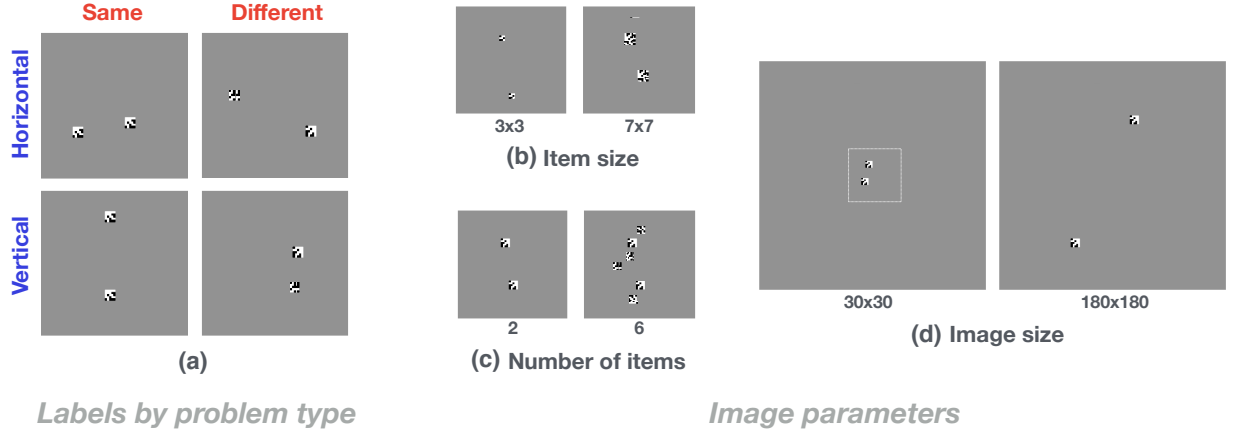 Same Different
Horizontal
Vertical
(a)
Labels by problem type
3x3 7x7
(b) Item size
2 6
(c) Number of items
30x30 180x180
(d) Image size
Image parameters